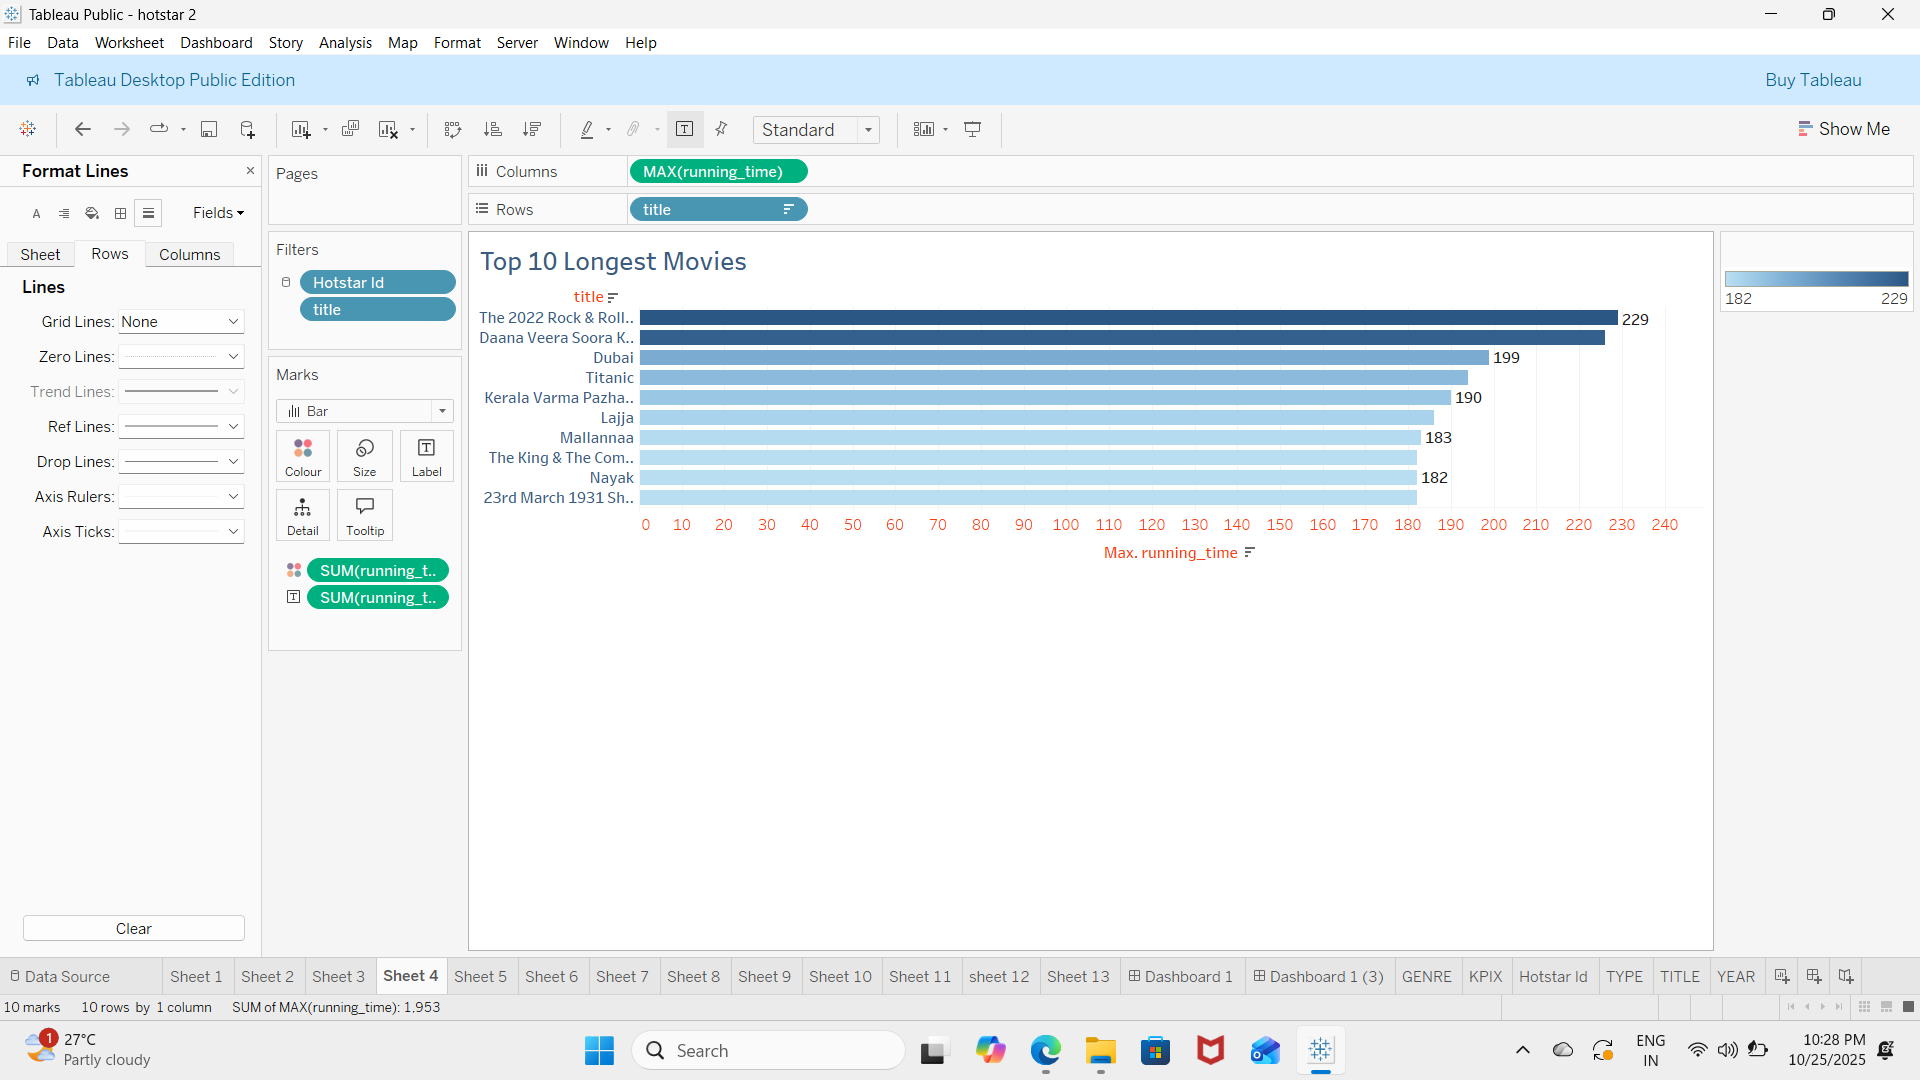 Tableau Public - hotstar 2
File Data Worksheet Dashboard Story Analysis Map Format Server Window Help
Tableau Desktop Public Edition Buy Tableau
Standard Show Me
Format Lines
Fields
Sheet Rows Columns
Lines
Grid Lines: None
Zero Lines:
Trend Lines:
Ref Lines:
Drop Lines:
Axis Rulers:
Axis Ticks:
Clear
Pages
Filters
Hotstar Id
title
Marks
Bar
Colour Size Label
Detail Tooltip
SUM(running_t..
SUM(running_t..
Columns MAX(running_time)
Rows title
Top 10 Longest Movies
title
The 2022 Rock & Roll.. 229
Daana Veera Soora K..
Dubai 199
Titanic
Kerala Varma Pazha.. 190
Lajja
Mallannaa 183
The King & The Com..
Nayak 182
23rd March 1931 Sh..
0 10 20 30 40 50 60 70 80 90 100 110 120 130 140 150 160 170 180 190 200 210 220 230 240
Max. running_time
182 229
Data Source Sheet 1 Sheet 2 Sheet 3 Sheet 4 Sheet 5 Sheet 6 Sheet 7 Sheet 8 Sheet 9 Sheet 10 Sheet 11 sheet 12 Sheet 13 Dashboard 1 Dashboard 1 (3) GENRE KPIX Hotstar Id TYPE TITLE YEAR
10 marks 10 rows by 1 column SUM of MAX(running_time): 1,953
1 27°C
Partly cloudy
Search
ENG
IN
10:28 PM
10/25/2025